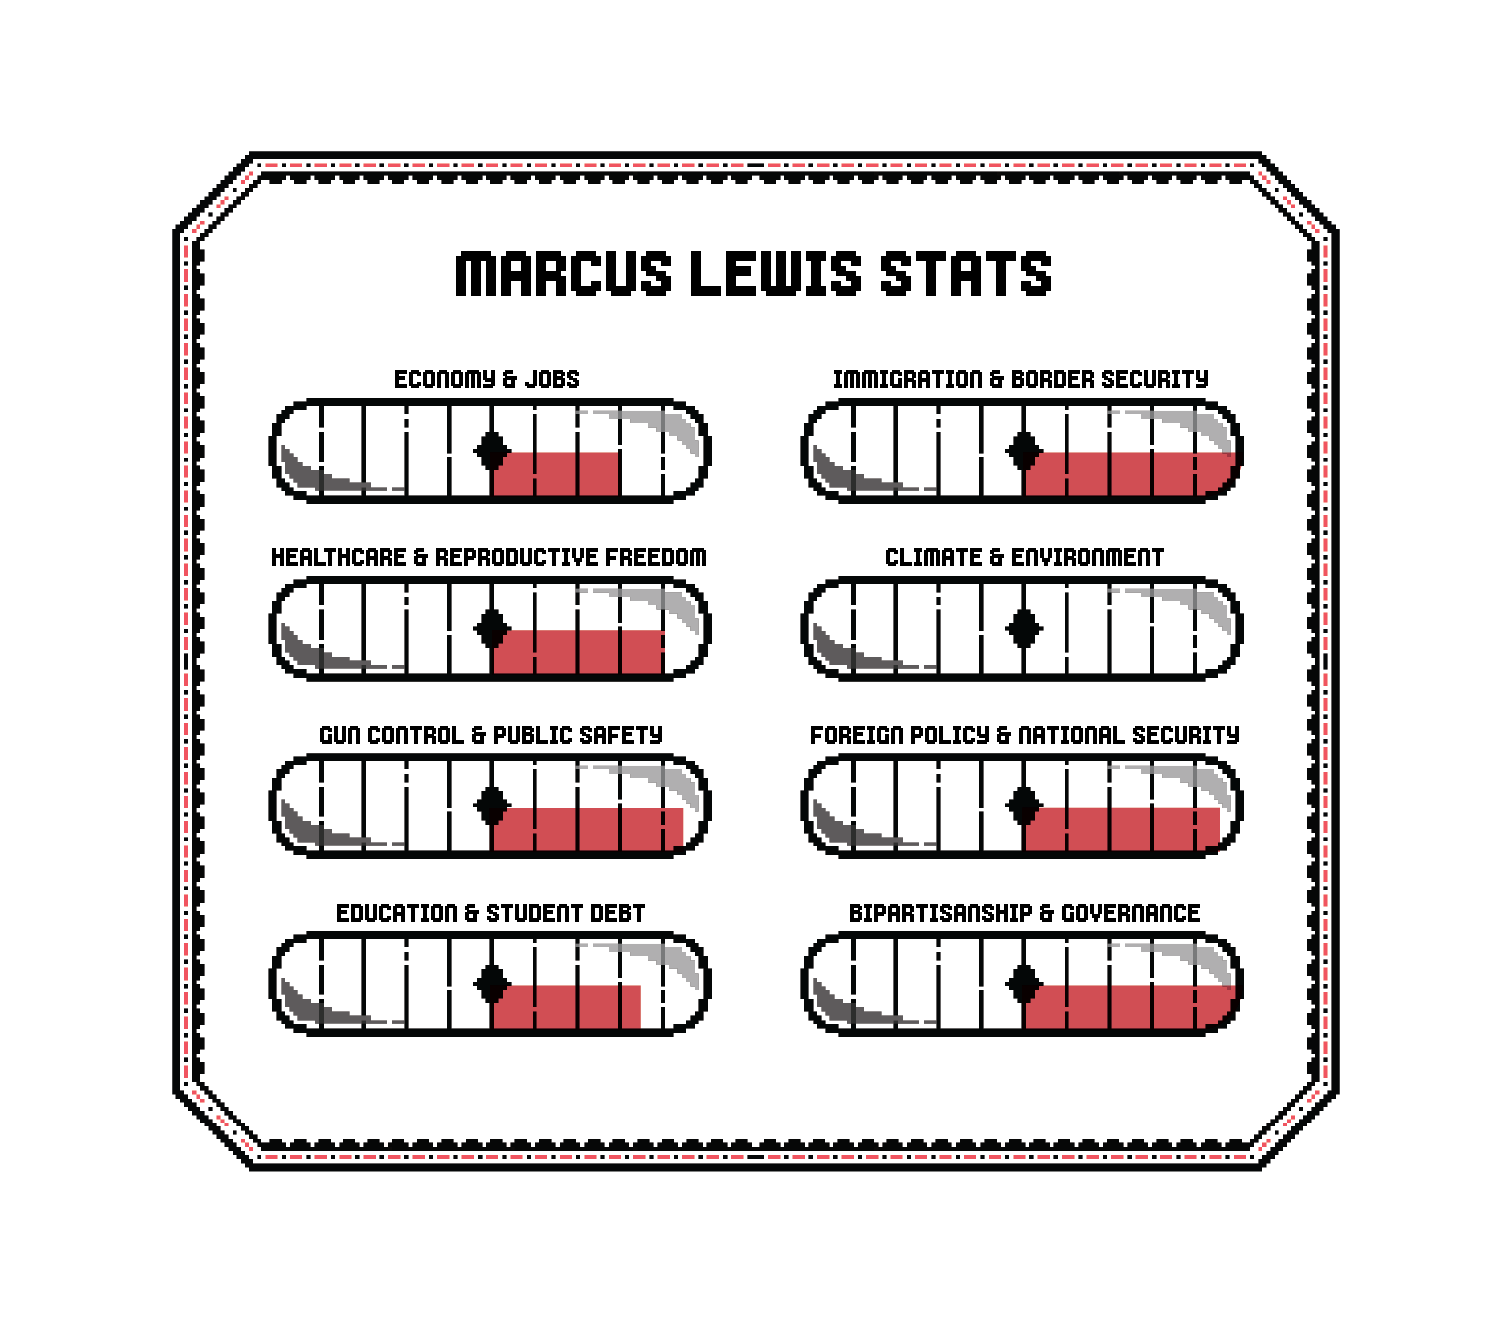 MARCUS LEWIS STATS
ECONOMY & JOBS
IMMIGRATION & BORDER SECURITY
HEALTHCARE & REPRODUCTIVE FREEDOM
CLIMATE & ENVIRONMENT
GUN CONTROL & PUBLIC SAFETY
FOREIGN POLICY & NATIONAL SECURITY
EDUCATION & STUDENT DEBT
BIPARTISANSHIP & GOVERNANCE